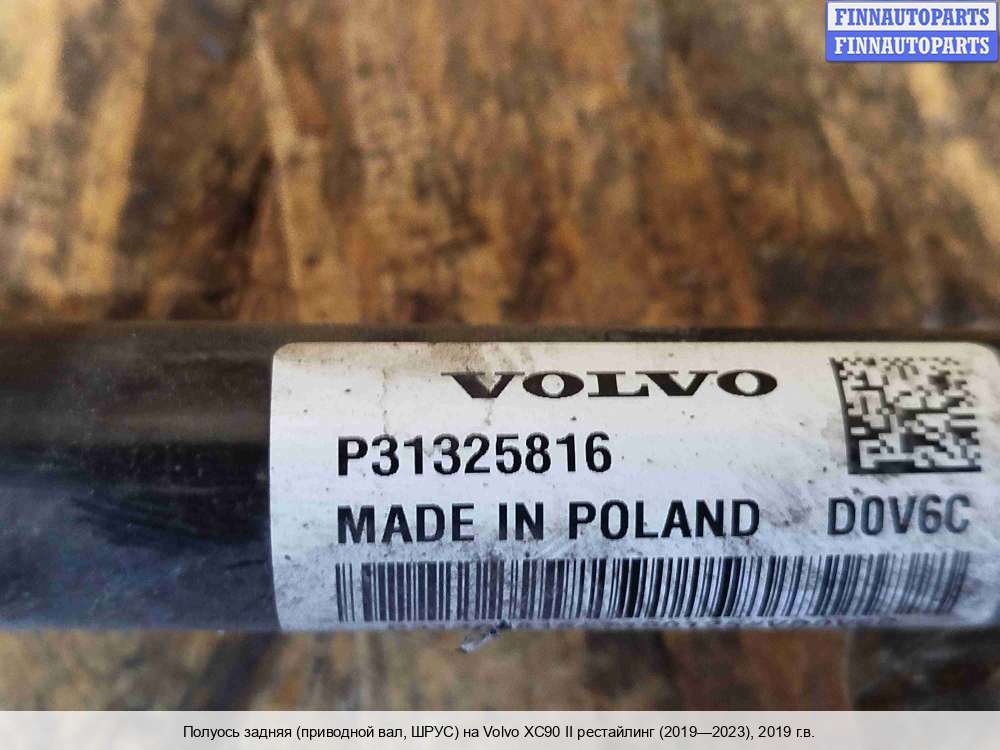 FINNAUTOPARTS
FINNAUTOPARTS
VOLVO
P31325816
MADE IN POLAND D0V6C
Полуось задняя (приводной вал, ШРУС) на Volvo XC90 II рестайлинг (2019—2023), 2019 г.в.